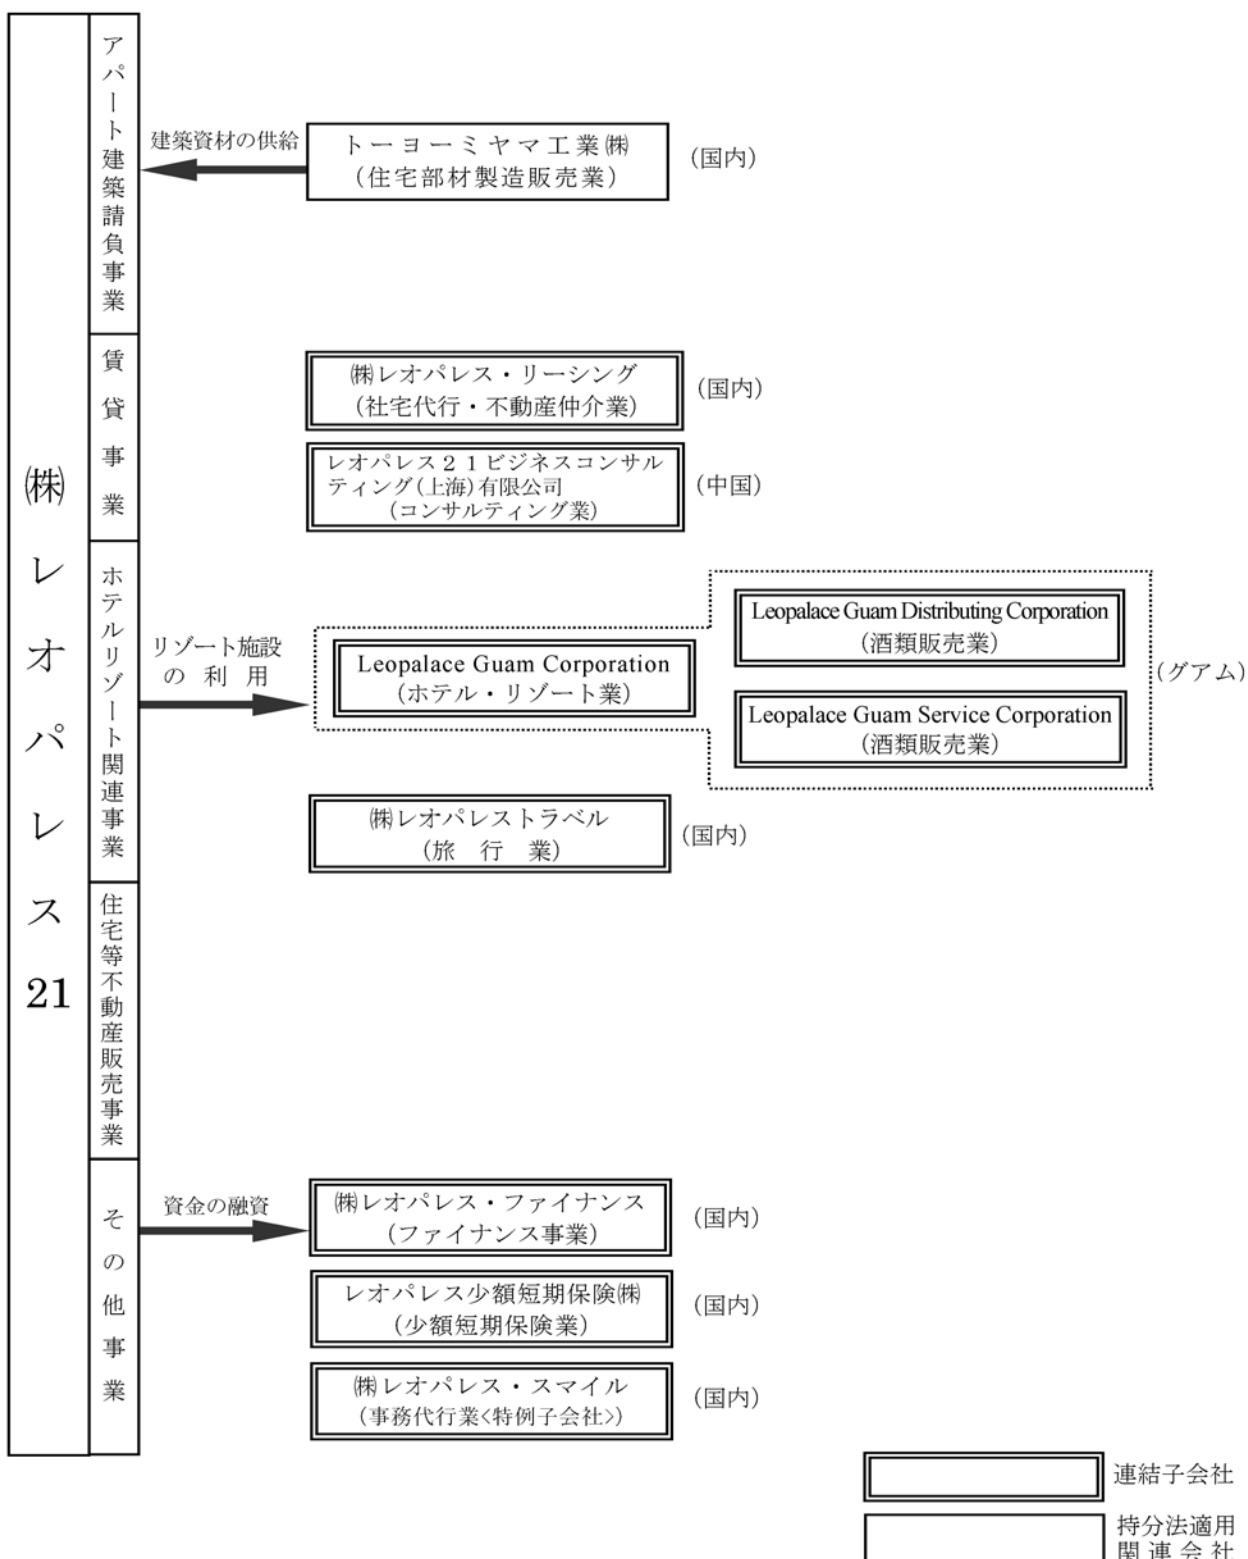 ㈱レオパレス21
アパート建築請負事業
建築資材の供給
トーヨーミヤマ工業㈱
（住宅部材製造販売業）
（国内）
賃貸事業
㈱レオパレス・リーシング
（社宅代行・不動産仲介業）
（国内）
レオパレス２１ビジネスコンサル
ティング（上海）有限公司
（コンサルティング業）
（中国）
ホテルリゾート関連事業
リゾート施設
の利用
Leopalace Guam Corporation
（ホテル・リゾート業）
Leopalace Guam Distributing Corporation
（酒類販売業）
Leopalace Guam Service Corporation
（酒類販売業）
（グアム）
㈱レオパレストラベル
（旅行業）
（国内）
住宅等不動産販売事業
その他事業
資金の融資
㈱レオパレス・ファイナンス
（ファイナンス事業）
（国内）
レオパレス少額短期保険㈱
（少額短期保険業）
（国内）
㈱レオパレス・スマイル
（事務代行業<特例子会社>）
（国内）
連結子会社
持分法適用
関連会社